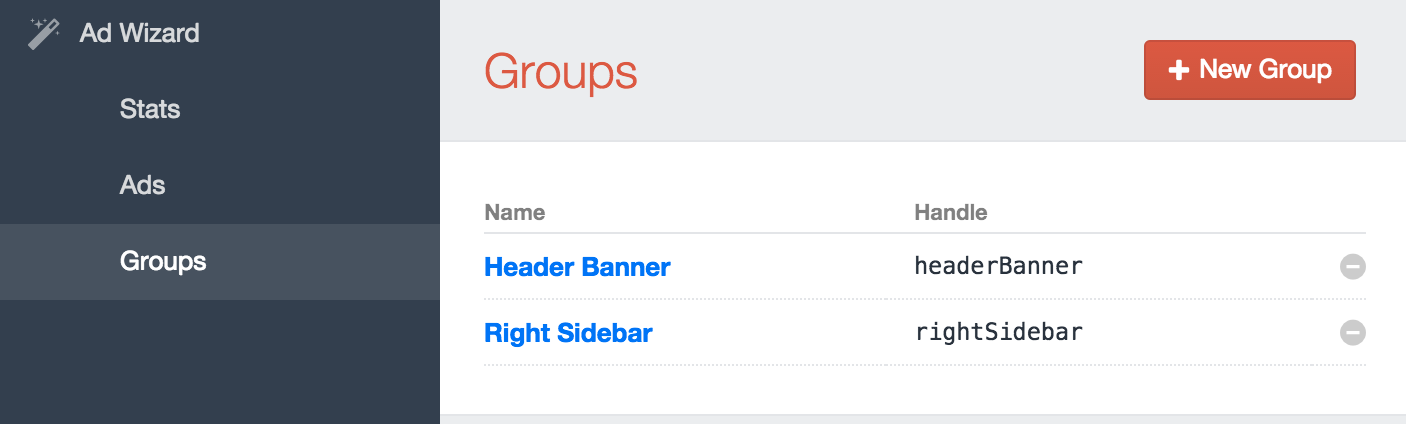 Ad Wizard
Stats
Ads
Groups
Groups
New Group
Name Handle
Header Banner headerBanner
Right Sidebar rightSidebar